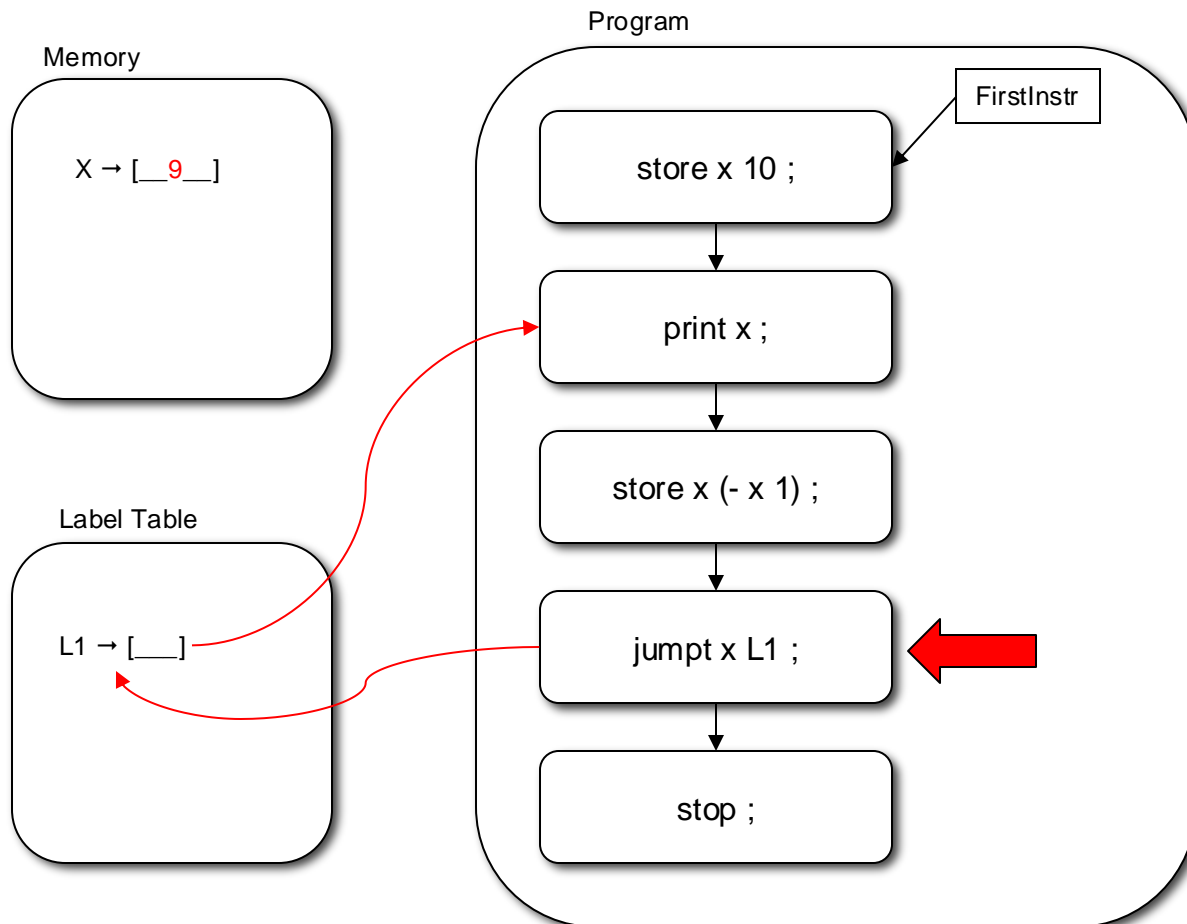 Program
Memory
FirstInstr
X → [__9__]
store x 10 ;
print x ;
store x (- x 1) ;
Label Table
L1 → [___]
jumpt x L1 ;
stop ;